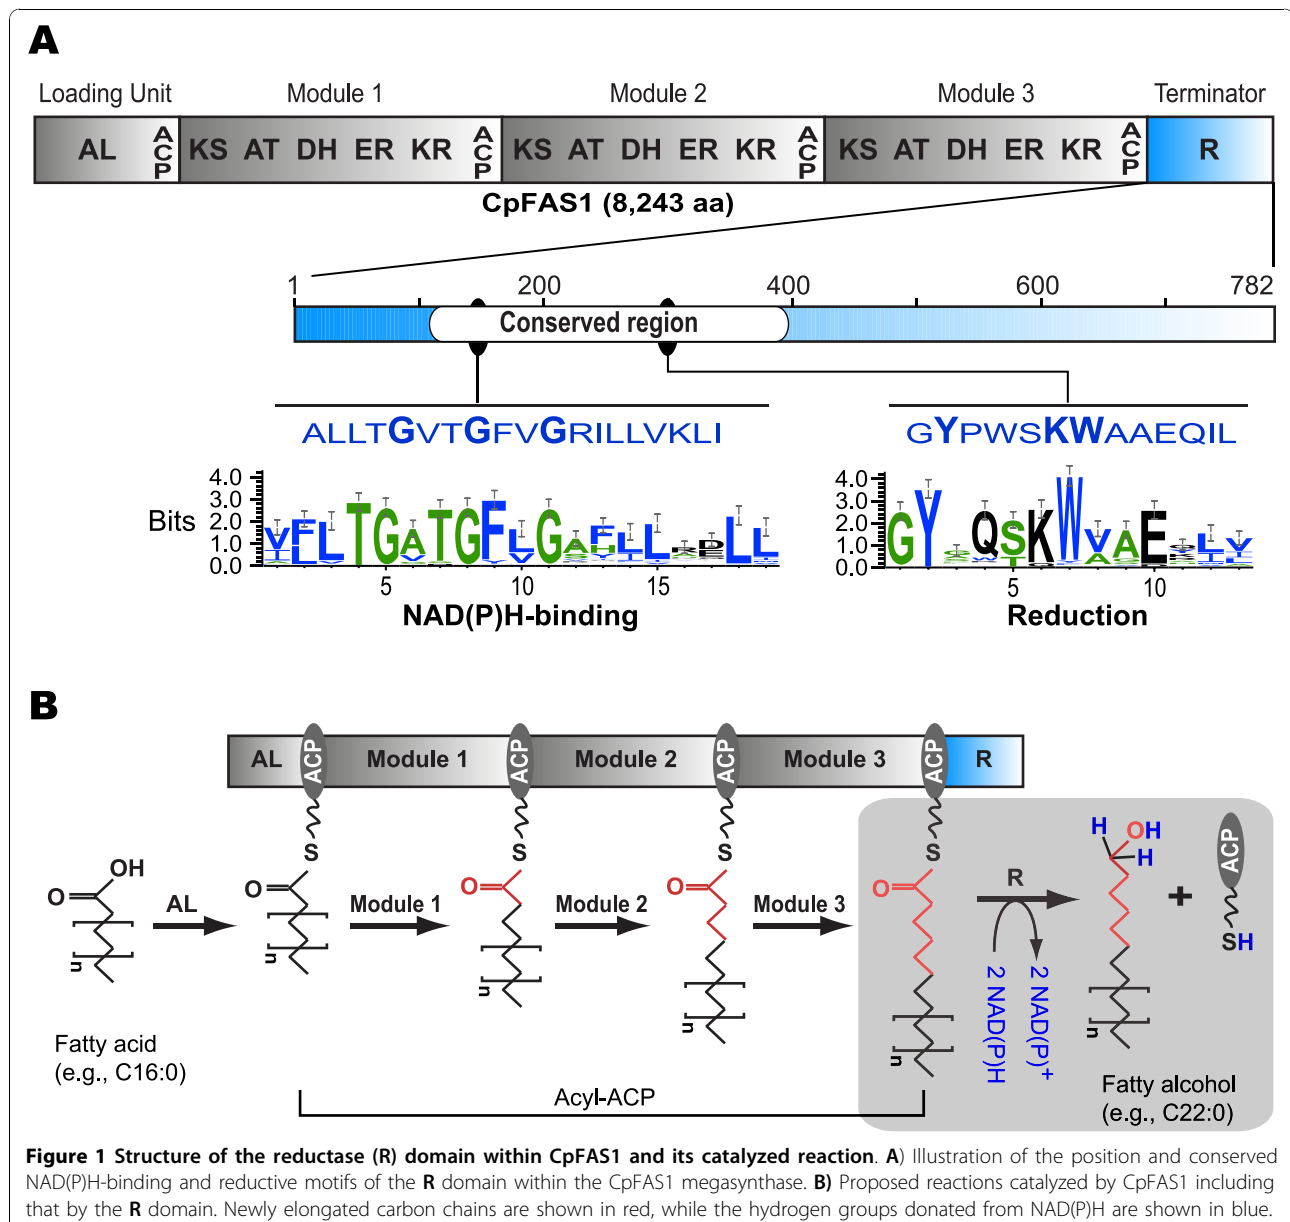 A
Loading Unit Module 1 Module 2 Module 3 Terminator
AL ACP KS AT DH ER KR ACP KS AT DH ER KR ACP KS AT DH ER KR ACP R
CpFAS1 (8,243 aa)
1 200 400 600 782
Conserved region
ALLTGVTGFVGRILLVKLI GYPWSKWAAEQIL
Bits
4.0
3.0
2.0
1.0
0.0
5 10 15
NAD(P)H-binding
4.0
3.0
2.0
1.0
0.0
5 10
Reduction
B
AL ACP Module 1 ACP Module 2 ACP Module 3 ACP R
S S S S
O OH
AL
O
Module 1
O
Module 2
O
Module 3
O
R
2 NAD(P)H
2 NAD(P)+
H OH
H
+
ACP
SH
n n n n n n
Fatty acid
(e.g., C16:0)
Acyl-ACP
Fatty alcohol
(e.g., C22:0)
Figure 1 Structure of the reductase (R) domain within CpFAS1 and its catalyzed reaction. A) Illustration of the position and conserved
NAD(P)H-binding and reductive motifs of the R domain within the CpFAS1 megasynthase. B) Proposed reactions catalyzed by CpFAS1 including
that by the R domain. Newly elongated carbon chains are shown in red, while the hydrogen groups donated from NAD(P)H are shown in blue.